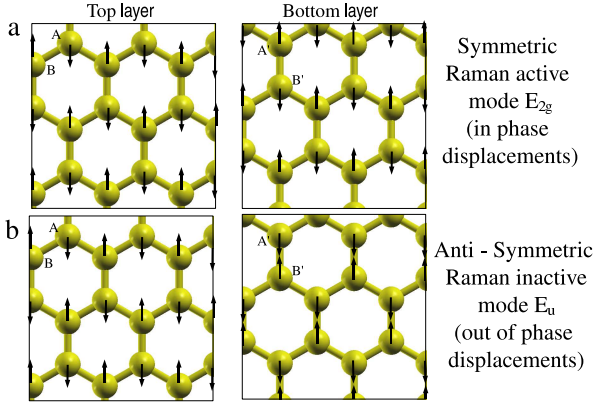 Top layer
Bottom layer
a
A
B
A'
B'
Symmetric
Raman active
mode E2g
(in phase
displacements)
b
A
B
A'
B'
Anti - Symmetric
Raman inactive
mode Eu
(out of phase
displacements)